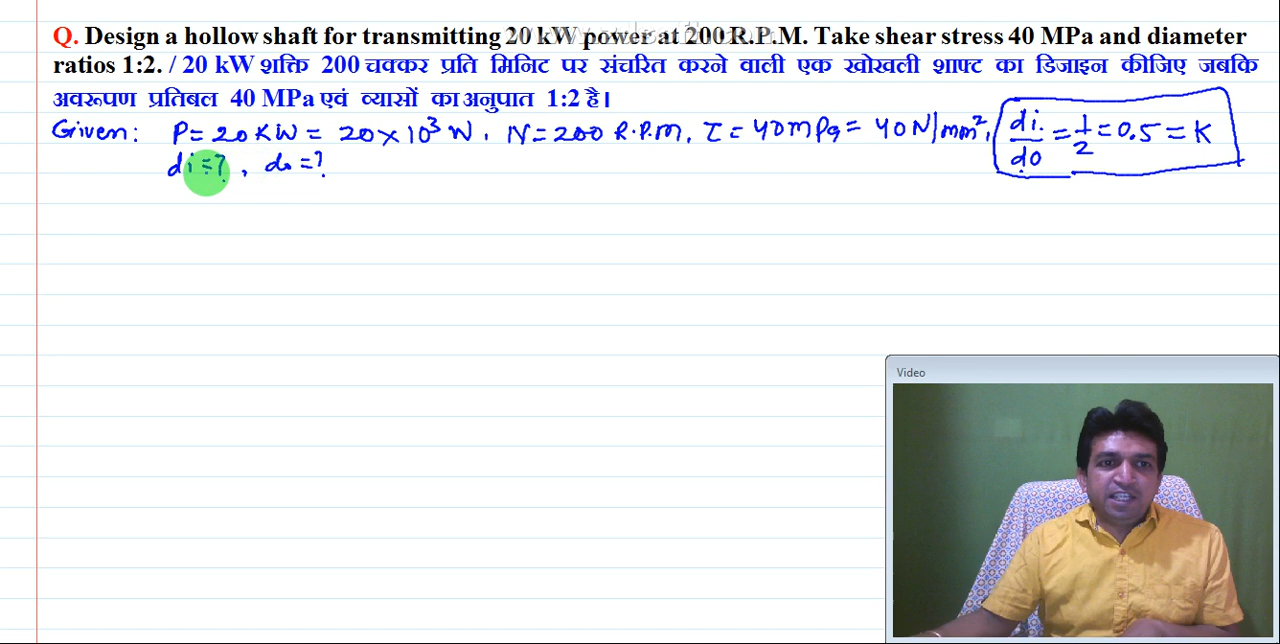 Q. Design a hollow shaft for transmitting 20 kW power at 200 R.P.M. Take shear stress 40 MPa and diameter
ratios 1:2. / 20 kW शक्ति 200 चक्कर प्रति मिनिट पर संचरित करने वाली एक खोखली शाफ्ट का डिजाइन कीजिए जबकि
अवरूपण प्रतिबल 40 MPa एवं व्यासों का अनुपात 1:2 है।
Given: P = 20 KW = 20 × 10³ W, N = 200 R.P.M, τ = 40 MPa = 40 N/mm², di/do = 1/2 = 0.5 = K
di = ?, do = ?
Video